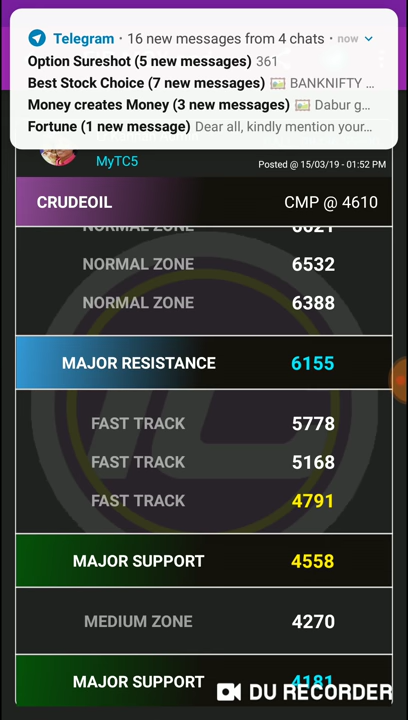 Telegram • 16 new messages from 4 chats • now
Option Sureshot (5 new messages) 361
Best Stock Choice (7 new messages) 🖼 BANKNIFTY ...
Money creates Money (3 new messages) 🖼 Dabur g...
Fortune (1 new message) Dear all, kindly mention your...
MyTC5
Posted @ 15/03/19 - 01:52 PM
CRUDEOIL CMP @ 4610
NORMAL ZONE 6621
NORMAL ZONE 6532
NORMAL ZONE 6388
MAJOR RESISTANCE 6155
FAST TRACK 5778
FAST TRACK 5168
FAST TRACK 4791
MAJOR SUPPORT 4558
MEDIUM ZONE 4270
MAJOR SUPPORT 4181
DU RECORDER